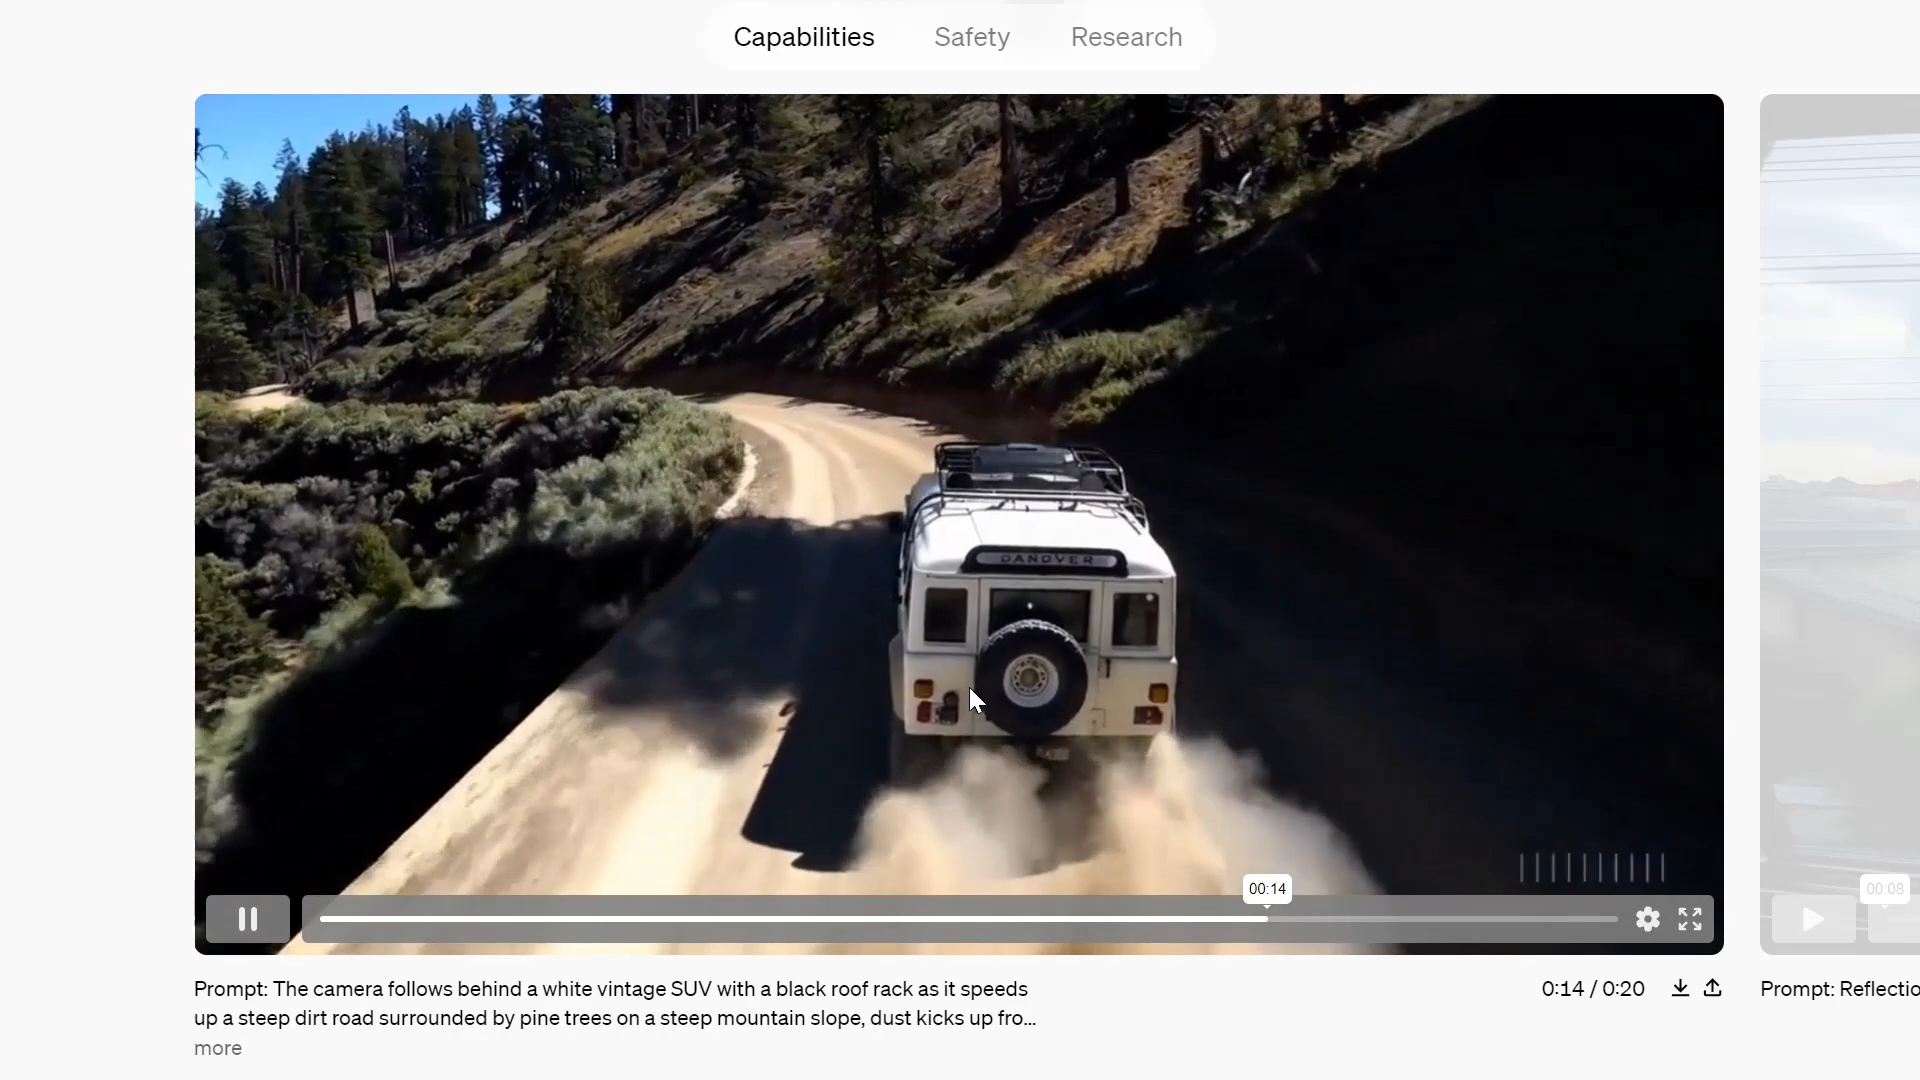 Capabilities
Safety
Research
DANOVER
00:14
00:08
Prompt: The camera follows behind a white vintage SUV with a black roof rack as it speeds
up a steep dirt road surrounded by pine trees on a steep mountain slope, dust kicks up fro...
more
0:14 / 0:20
Prompt: Reflectio